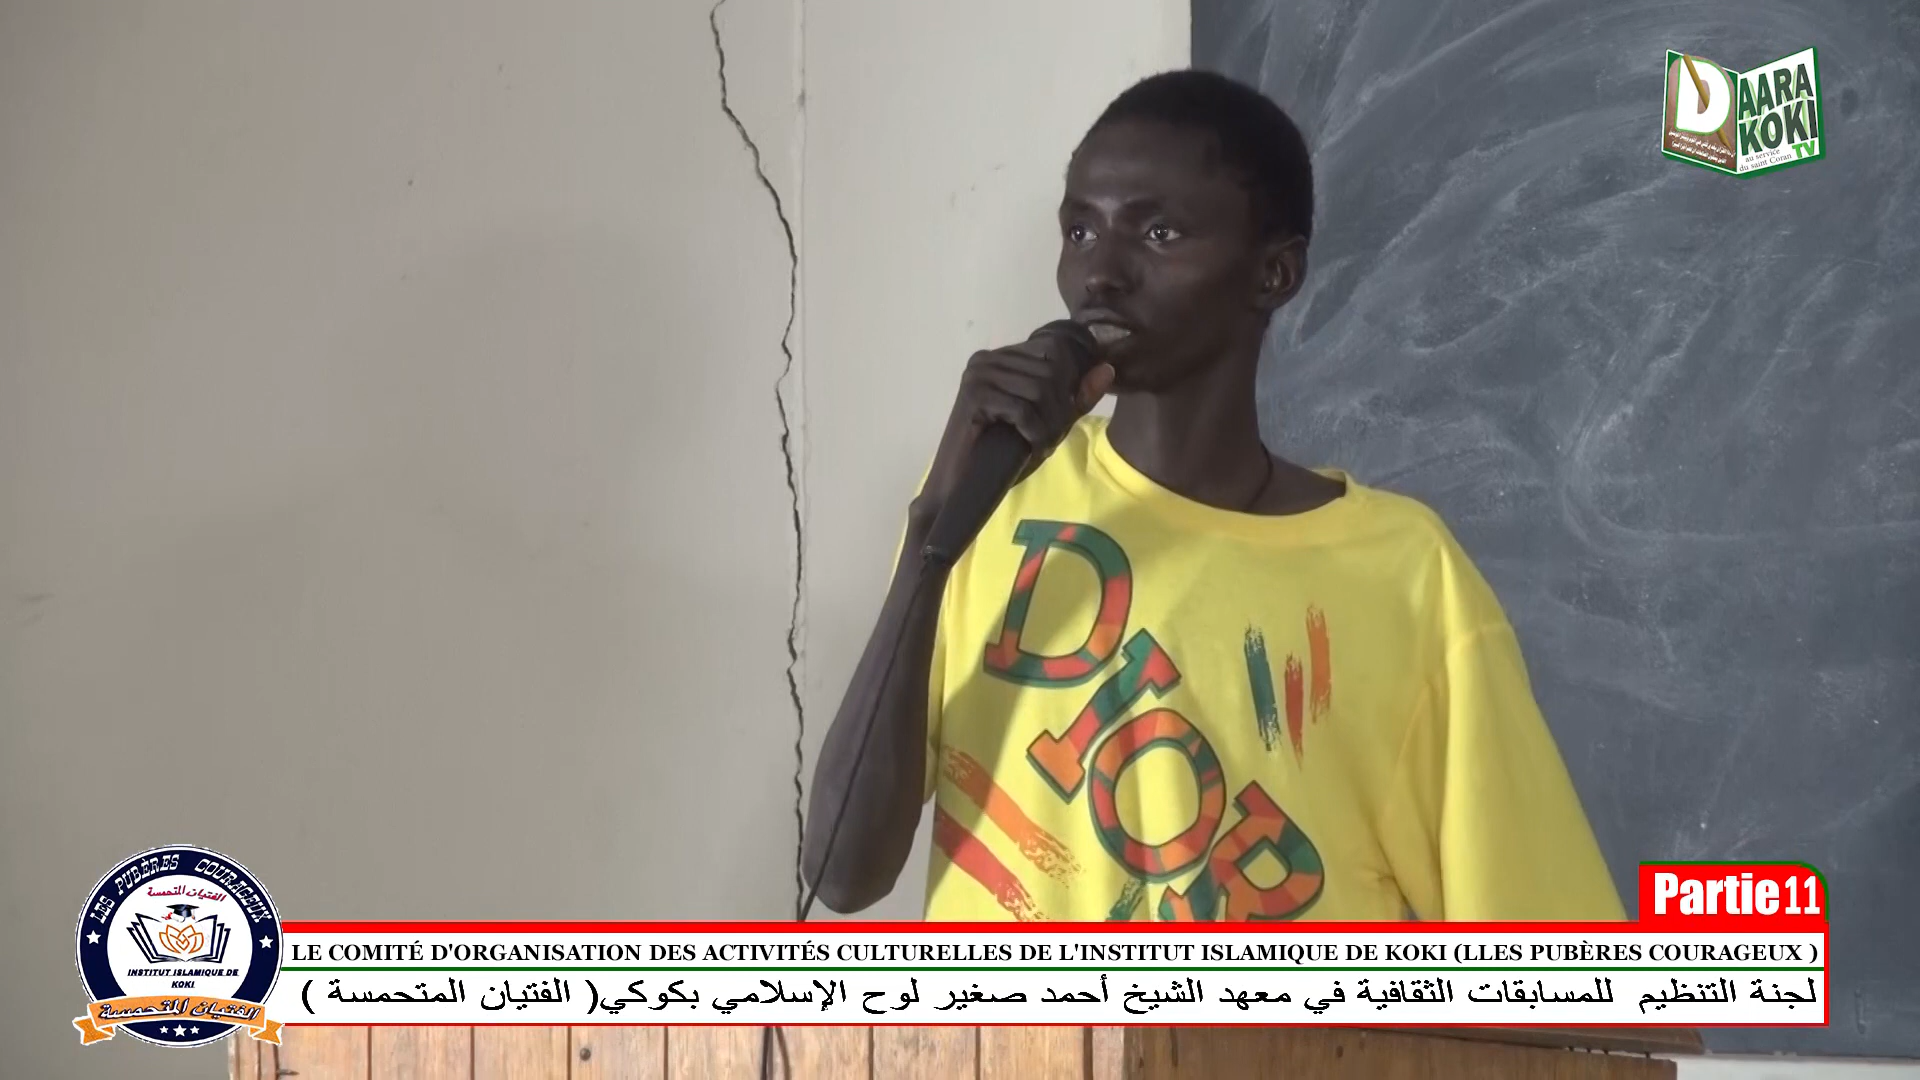 DAARA
KOKI
TV
au service
du saint Coran
DIOR
Partie 11
LES PUBÈRES COURAGEUX
الفتيان المتحمسة
INSTITUT ISLAMIQUE DE
KOKI
الفتيان المتحمسة
LE COMITÉ D'ORGANISATION DES ACTIVITÉS CULTURELLES DE L'INSTITUT ISLAMIQUE DE KOKI (LLES PUBÈRES COURAGEUX )
لجنة التنظيم للمسابقات الثقافية في معهد الشيخ أحمد صغير لوح الإسلامي بكوكي( الفتيان المتحمسة )